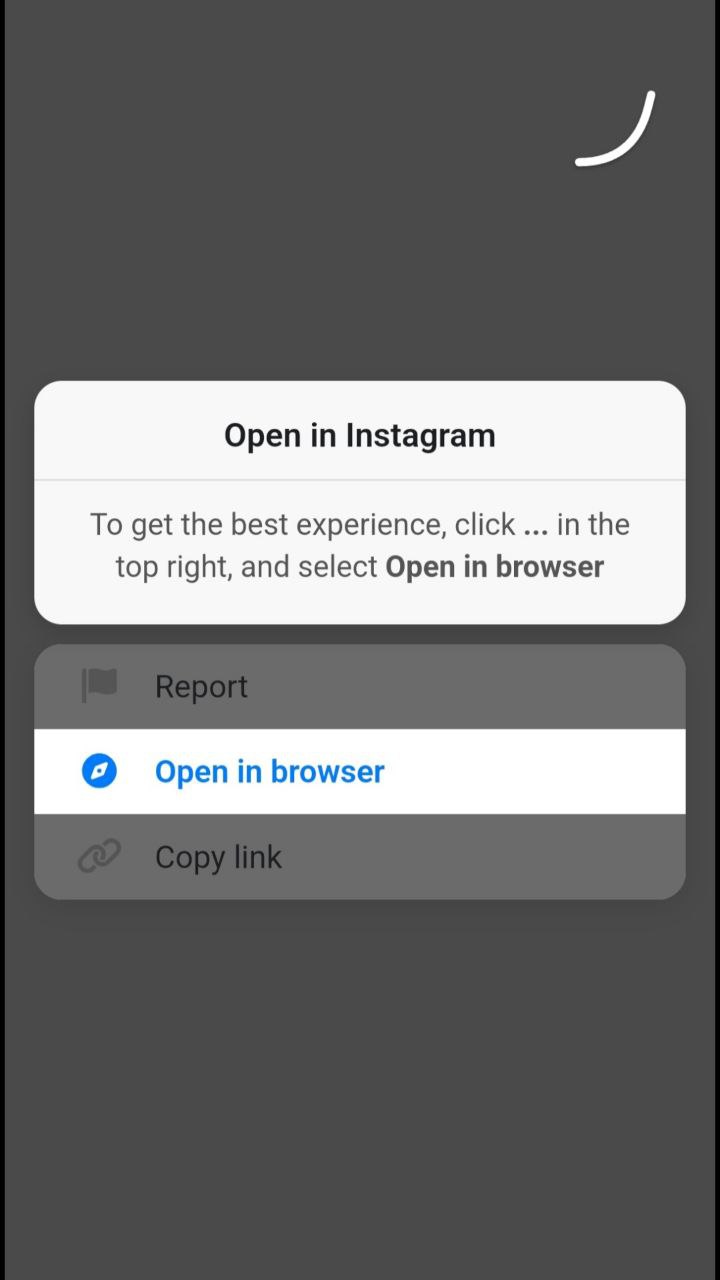 Open in Instagram
To get the best experience, click ... in the
top right, and select Open in browser
Report
Open in browser
Copy link